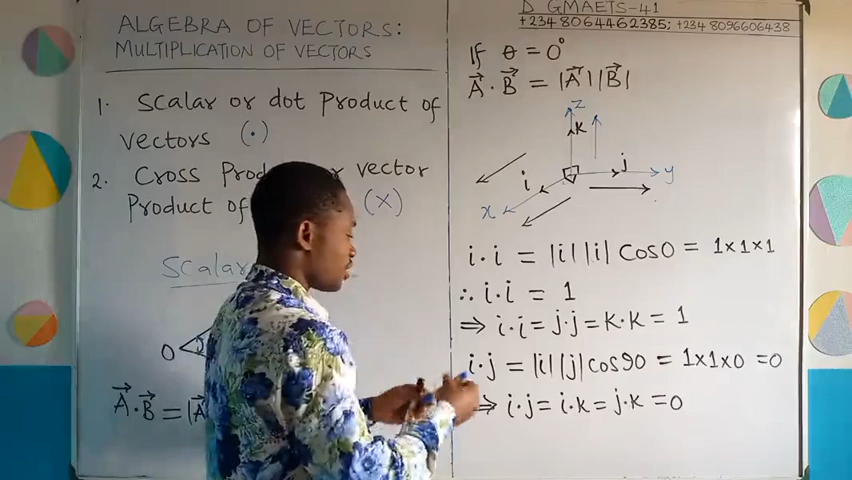 ALGEBRA OF VECTORS:
MULTIPLICATION OF VECTORS
1. Scalar or dot Product of
vectors (·)
2. Cross Prod vector
Product of (×)
Scalar
O
A⃗·B⃗ = |A
D GMAETS-41
+234 8064462385; +234 8096606438
If θ = 0°
A⃗·B⃗ = |A⃗||B⃗|
z
k
j
y
i
x
i·i = |i||i| Cos0 = 1×1×1
∴ i·i = 1
⇒ i·i = j·j = k·k = 1
i·j = |i||j|cos90 = 1×1×0 = 0
⇒ i·j = i·k = j·k = 0